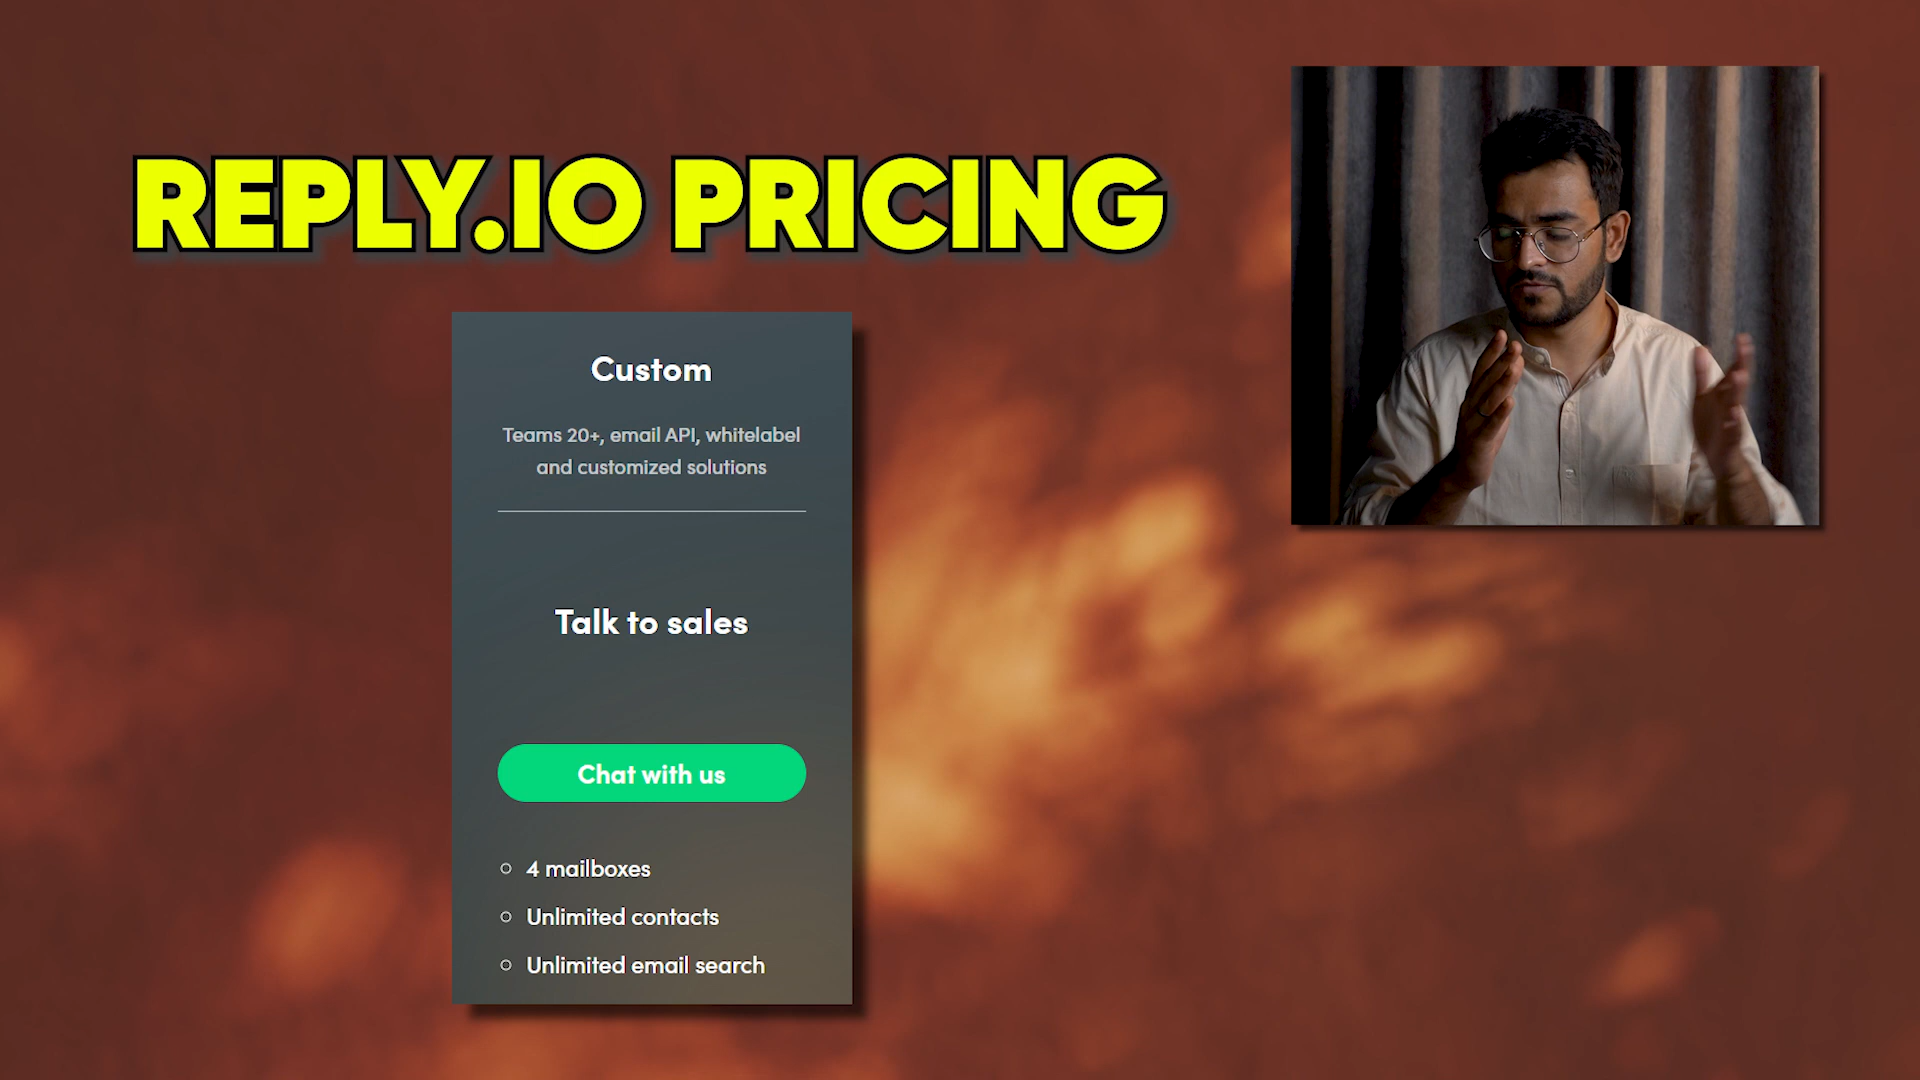 REPLY.IO PRICING
Custom
Teams 20+, email API, whitelabel
and customized solutions
Talk to sales
Chat with us
4 mailboxes
Unlimited contacts
Unlimited email search